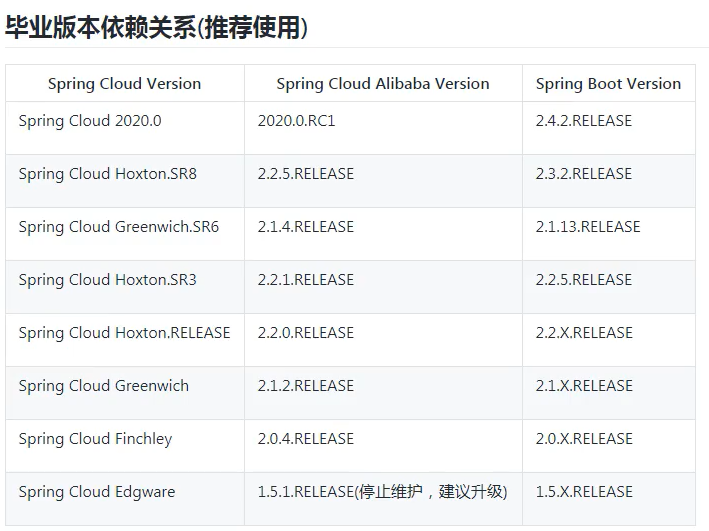 毕业版本依赖关系(推荐使用)
Spring Cloud Version Spring Cloud Alibaba Version Spring Boot Version
Spring Cloud 2020.0 2020.0.RC1 2.4.2.RELEASE
Spring Cloud Hoxton.SR8 2.2.5.RELEASE 2.3.2.RELEASE
Spring Cloud Greenwich.SR6 2.1.4.RELEASE 2.1.13.RELEASE
Spring Cloud Hoxton.SR3 2.2.1.RELEASE 2.2.5.RELEASE
Spring Cloud Hoxton.RELEASE 2.2.0.RELEASE 2.2.X.RELEASE
Spring Cloud Greenwich 2.1.2.RELEASE 2.1.X.RELEASE
Spring Cloud Finchley 2.0.4.RELEASE 2.0.X.RELEASE
Spring Cloud Edgware 1.5.1.RELEASE(停止维护，建议升级) 1.5.X.RELEASE